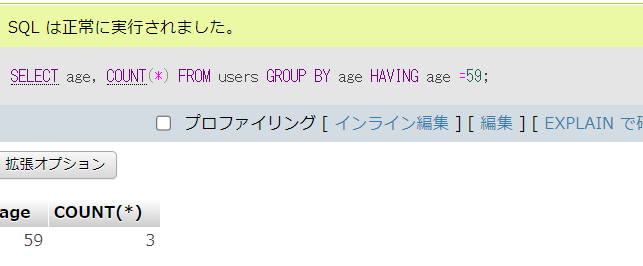 SQL は正常に実行されました。
SELECT age, COUNT(*) FROM users GROUP BY age HAVING age =59;
プロファイリング [ インライン編集 ] [ 編集 ] [ EXPLAIN で
拡張オプション
age COUNT(*)
59 3